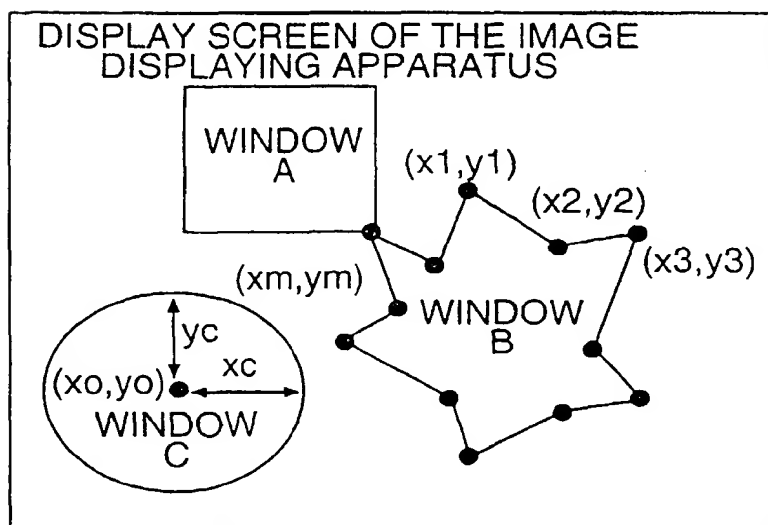 DISPLAY SCREEN OF THE IMAGE
DISPLAYING APPARATUS
WINDOW
A
(x1,y1)
(x2,y2)
(x3,y3)
(xm,ym)
WINDOW
B
yc
xc
(xo,yo)
WINDOW
C